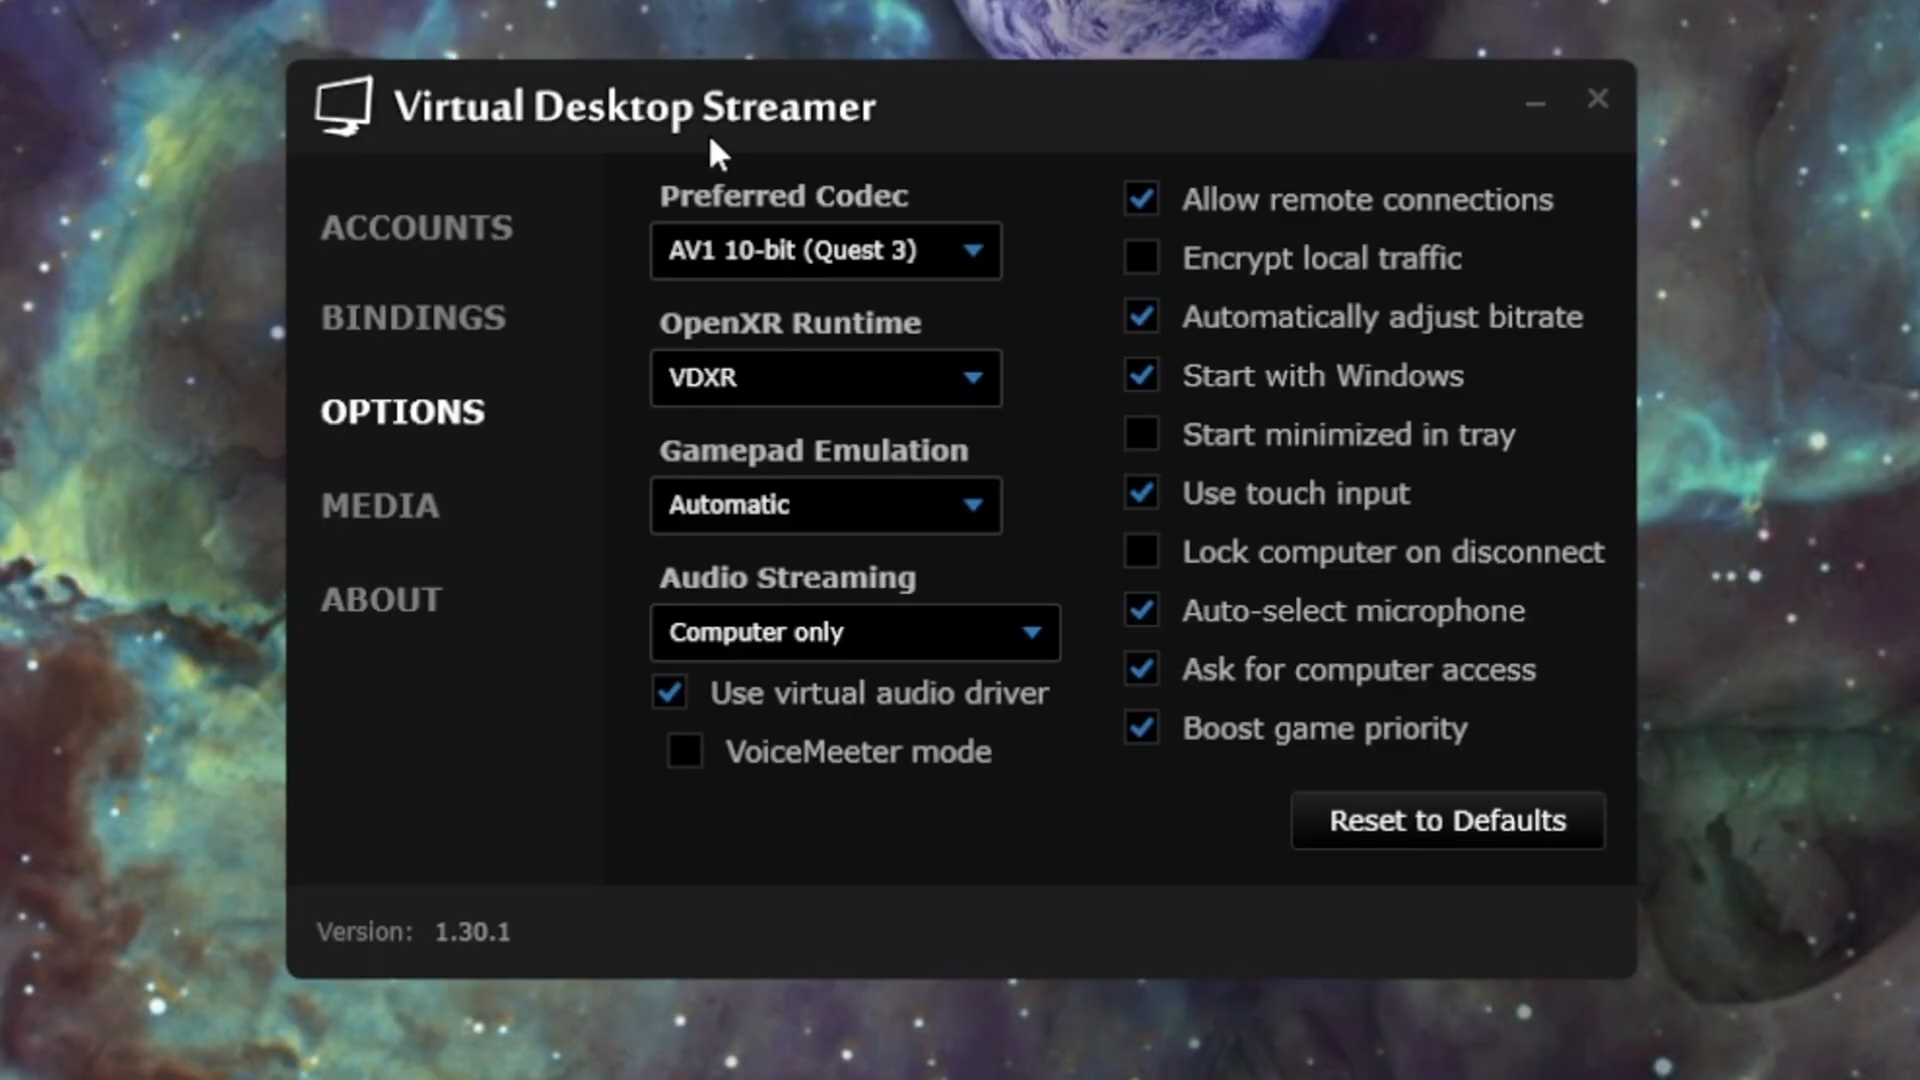 Virtual Desktop Streamer
ACCOUNTS
BINDINGS
OPTIONS
MEDIA
ABOUT
Preferred Codec
AV1 10-bit (Quest 3)
OpenXR Runtime
VDXR
Gamepad Emulation
Automatic
Audio Streaming
Computer only
Use virtual audio driver
VoiceMeeter mode
Allow remote connections
Encrypt local traffic
Automatically adjust bitrate
Start with Windows
Start minimized in tray
Use touch input
Lock computer on disconnect
Auto-select microphone
Ask for computer access
Boost game priority
Reset to Defaults
Version: 1.30.1